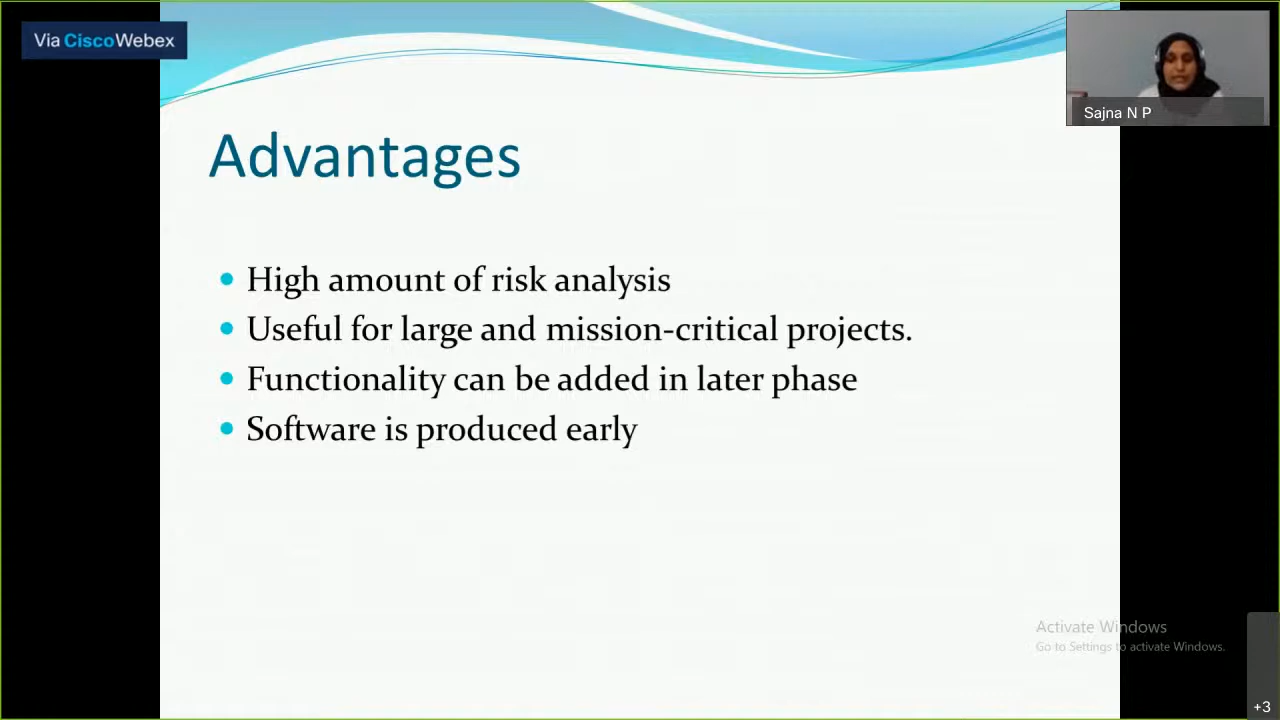 Via CiscoWebex
Sajna N P
Advantages
High amount of risk analysis
Useful for large and mission-critical projects.
Functionality can be added in later phase
Software is produced early
Activate Windows
Go to Settings to activate Windows.
+3